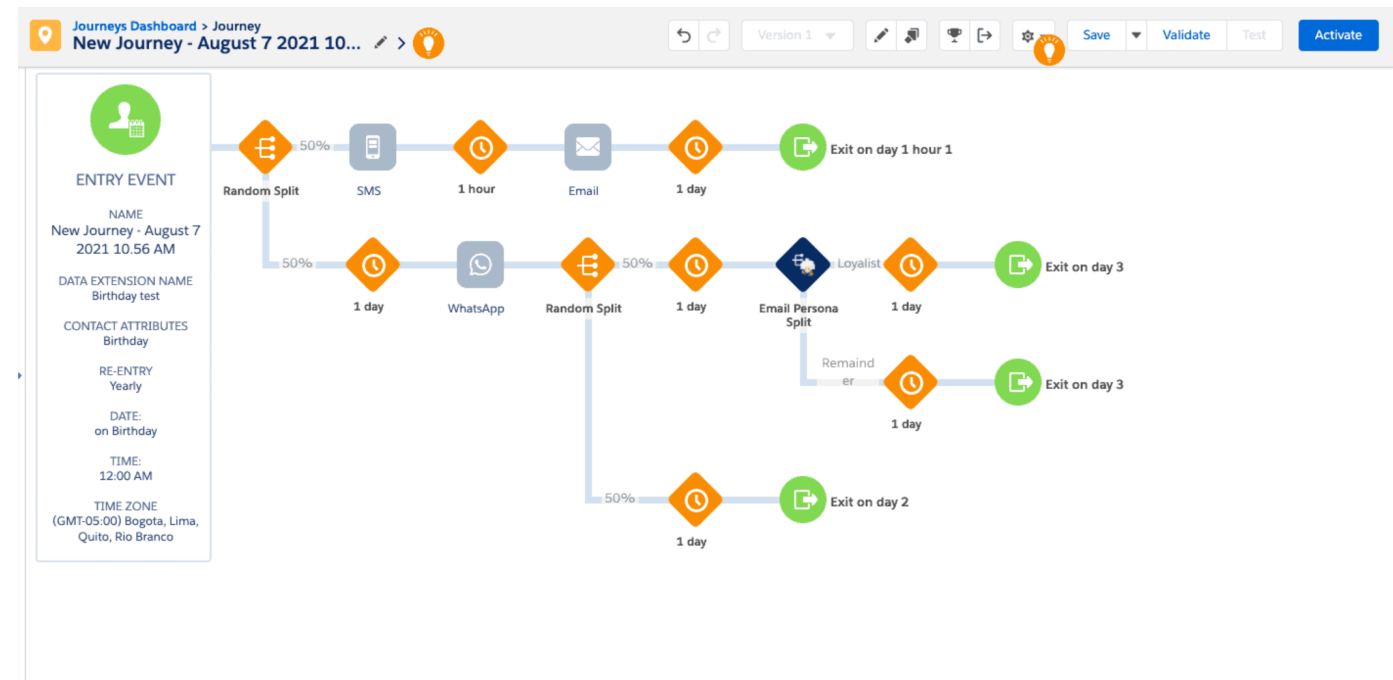 Journeys Dashboard > Journey
New Journey - August 7 2021 10... >
Version 1
Save
Validate
Test
Activate
ENTRY EVENT
NAME
New Journey - August 7
2021 10.56 AM
DATA EXTENSION NAME
Birthday test
CONTACT ATTRIBUTES
Birthday
RE-ENTRY
Yearly
DATE:
on Birthday
TIME:
12:00 AM
TIME ZONE
(GMT-05:00) Bogota, Lima,
Quito, Rio Branco
50%
Exit on day 1 hour 1
Random Split
SMS
1 hour
Email
1 day
50%
50%
Loyalist
Exit on day 3
1 day
WhatsApp
Random Split
1 day
Email Persona
Split
1 day
Remaind
er
Exit on day 3
1 day
50%
Exit on day 2
1 day